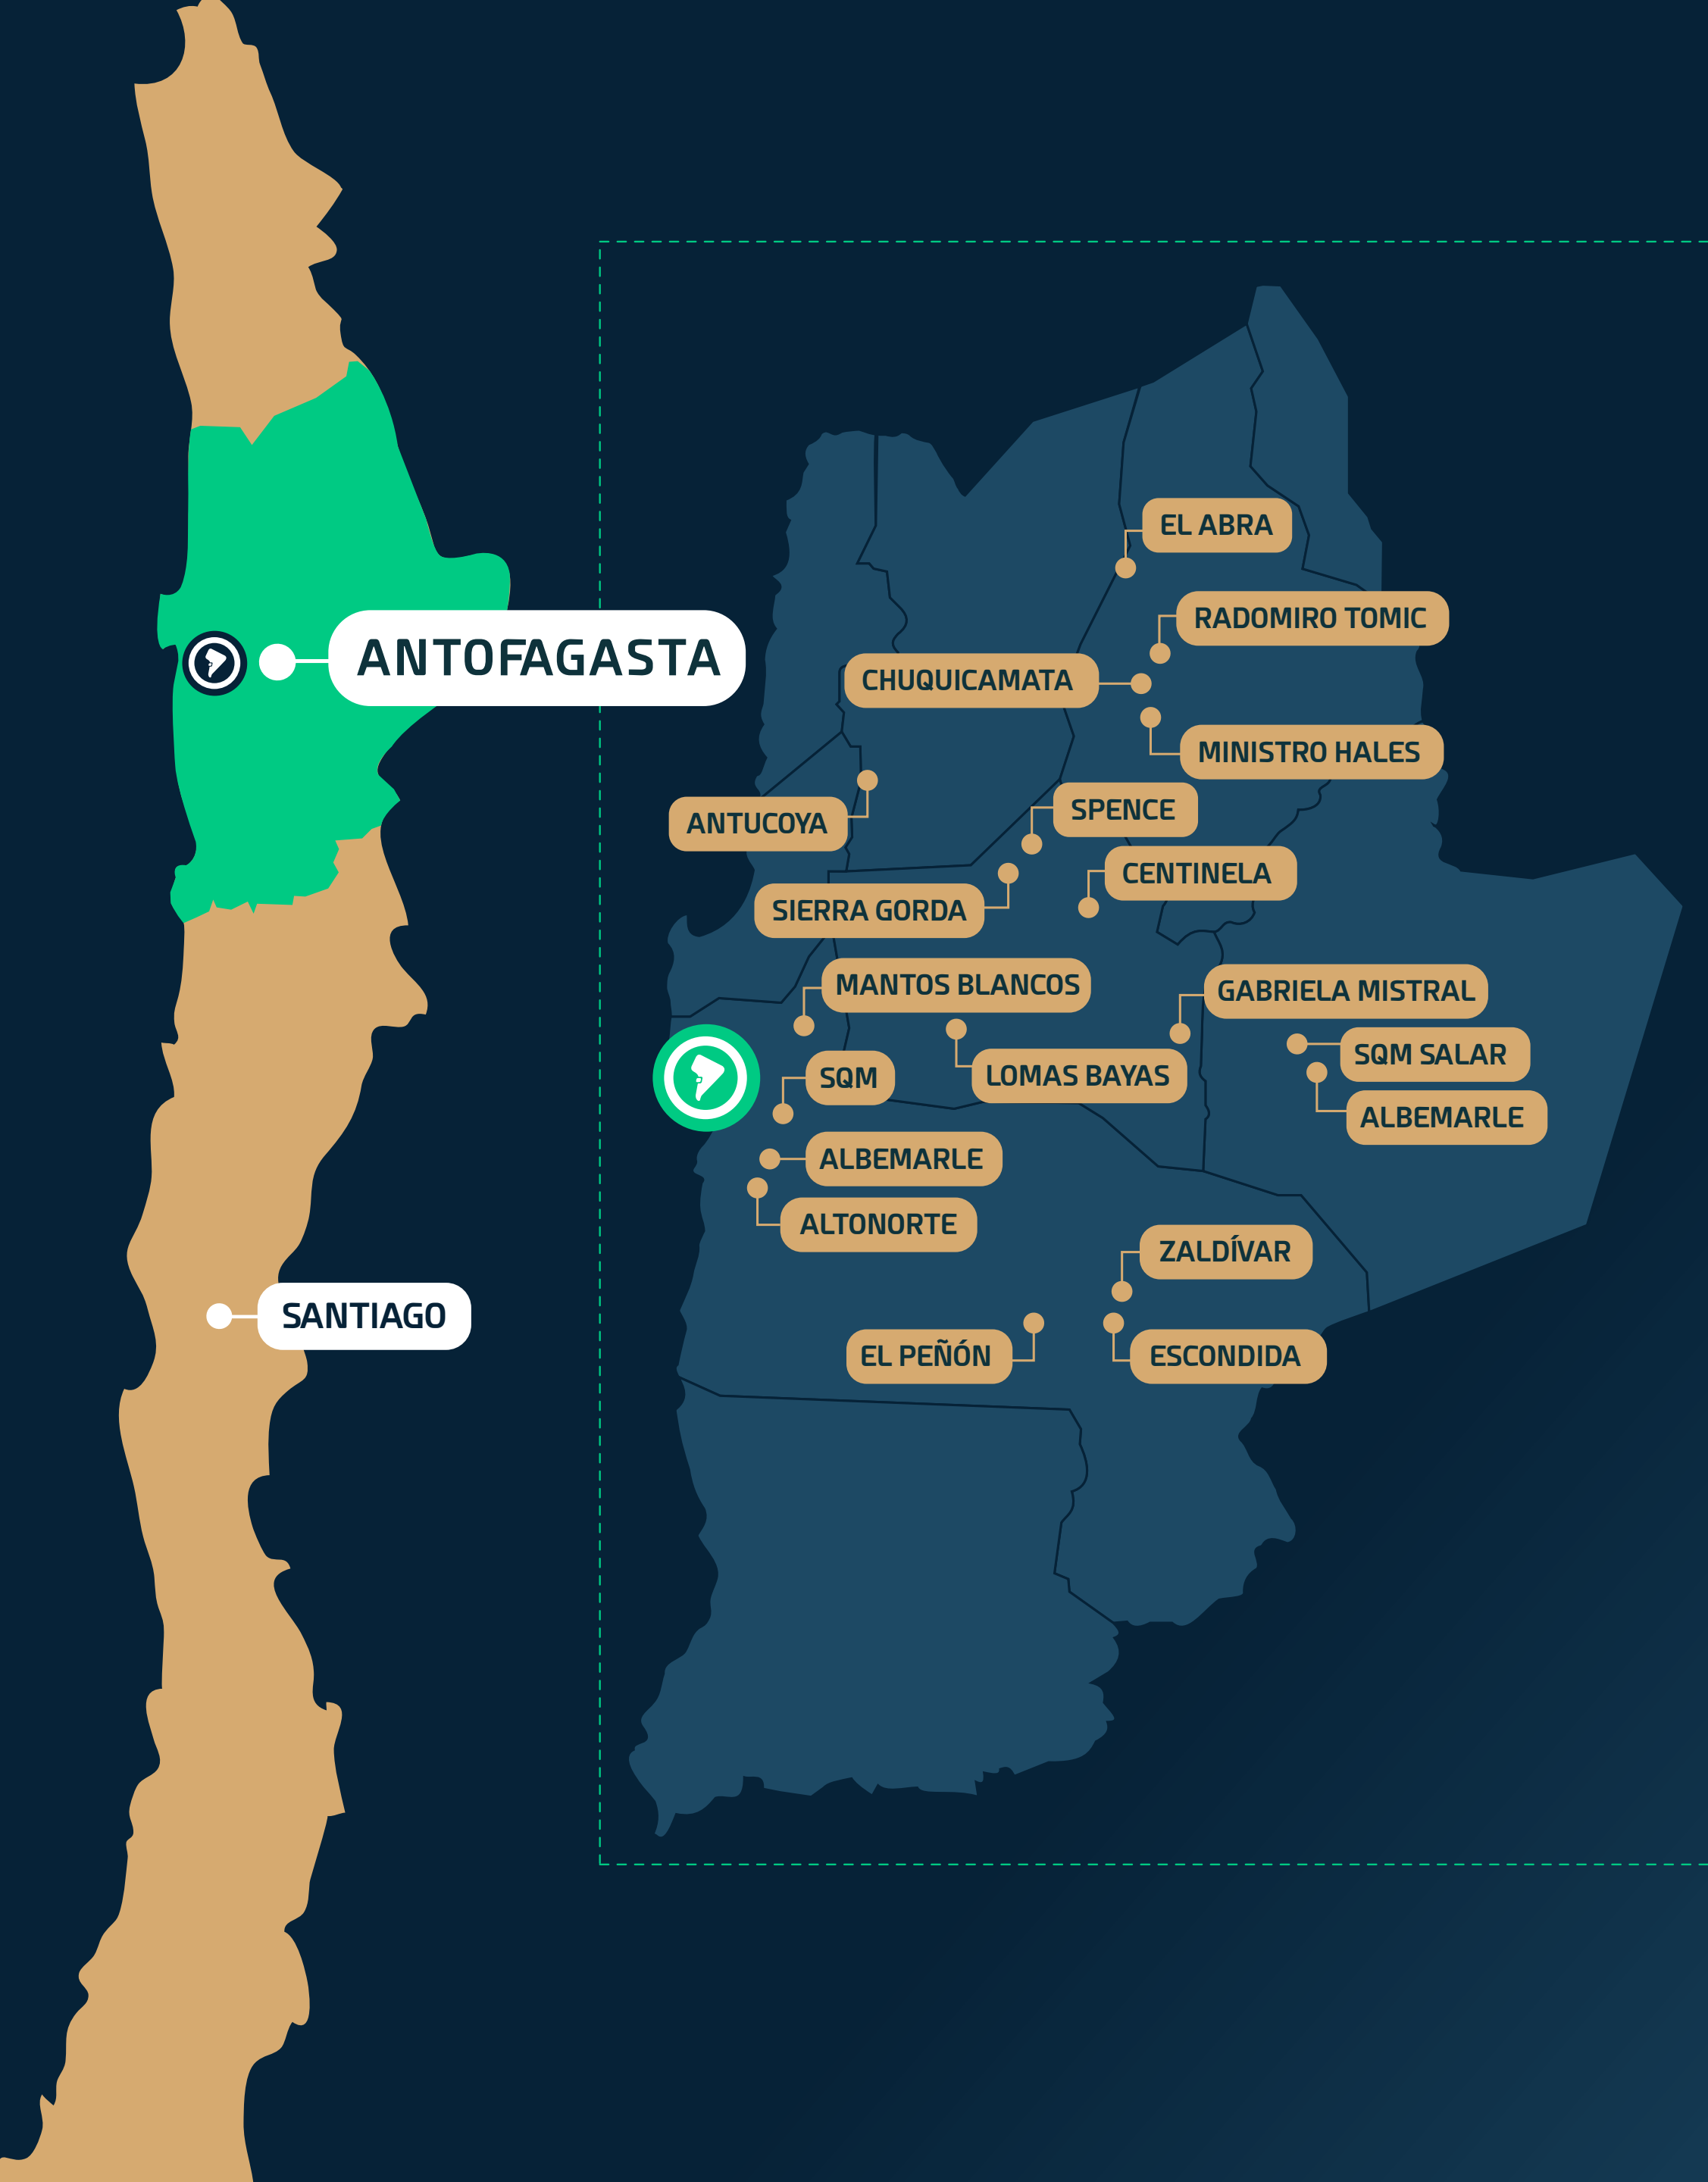 ANTOFAGASTA
SANTIAGO
EL ABRA
RADOMIRO TOMIC
CHUQUICAMATA
MINISTRO HALES
ANTUCOYA
SPENCE
CENTINELA
SIERRA GORDA
MANTOS BLANCOS
GABRIELA MISTRAL
SQM SALAR
SQM
LOMAS BAYAS
ALBEMARLE
ALBEMARLE
ALTONORTE
ZALDÍVAR
EL PEÑÓN
ESCONDIDA